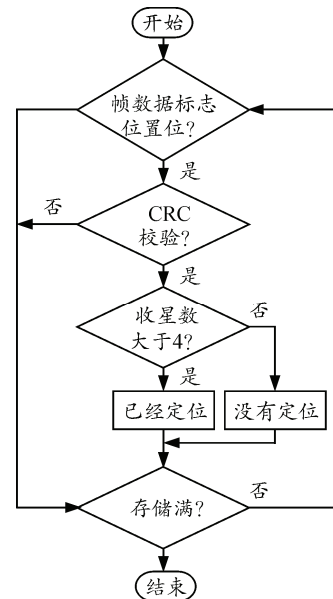 开始
帧数据标志
位置位?
是
否
CRC
校验?
是
收星数
大于4?
否
是
已经定位
没有定位
存储满?
否
结束